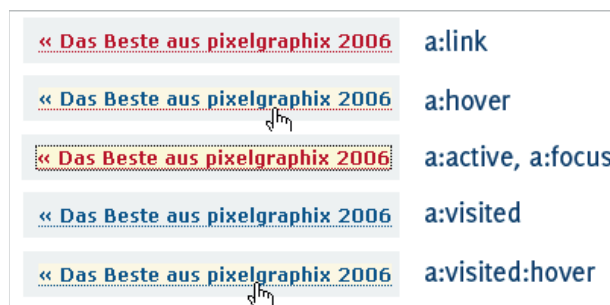 « Das Beste aus pixelgraphix 2006 a:link
« Das Beste aus pixelgraphix 2006 a:hover
« Das Beste aus pixelgraphix 2006 a:active, a:focus
« Das Beste aus pixelgraphix 2006 a:visited
« Das Beste aus pixelgraphix 2006 a:visited:hover